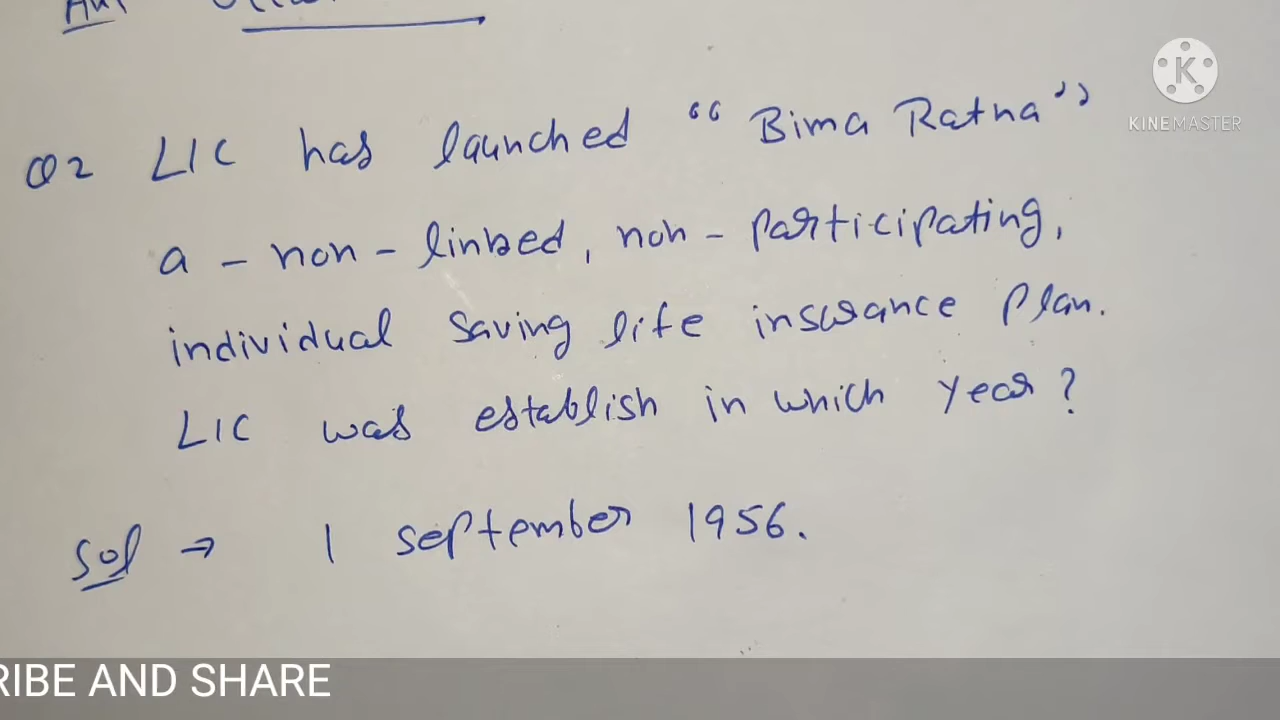 Q2 LIC has launched "Bima Ratna"
a - non - linked, non - participating,
individual saving life insurance plan.
LIC was establish in which year?
Sol → 1 september 1956.
KINEMASTER
RIBE AND SHARE